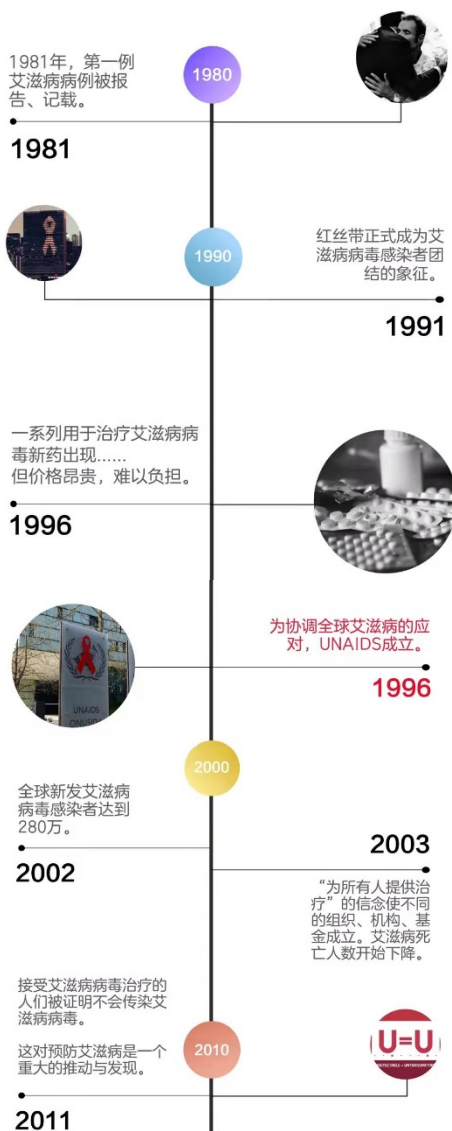 1980
1981年，第一例
艾滋病病例被报
告、记载。
1981
1990
红丝带正式成为艾
滋病病毒感染者团
结的象征。
1991
一系列用于治疗艾滋病病
毒新药出现……
但价格昂贵，难以负担。
1996
为协调全球艾滋病的应
对，UNAIDS成立。
1996
UNAIDS
ONUSIDA
2000
全球新发艾滋病
病毒感染者达到
280万。
2002
2003
“为所有人提供治
疗”的信念使不同
的组织、机构、基
金成立。艾滋病死
亡人数开始下降。
接受艾滋病病毒治疗的
人们被证明不会传染艾
滋病病毒。
这对预防艾滋病是一个
重大的推动与发现。
2010
U=U
2011